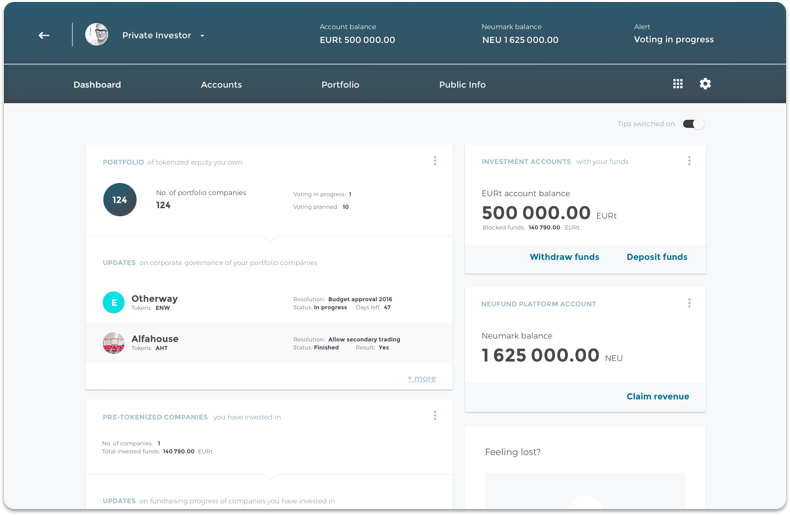 Private Investor
Account balance
EURt 500 000.00
Neumark balance
NEU 1 625 000.00
Alert
Voting in progress
Dashboard
Accounts
Portfolio
Public Info
Tips switched on
PORTFOLIO of tokenized equity you own
124
No. of portfolio companies
124
Voting in progress: 1
Voting planned: 10
UPDATES on corporate governance of your portfolio companies
E
Otherway
Tokens: ENW
Resolution: Budget approval 2016
Status: In progress Days left: 47
Alfahouse
Tokens: AHT
Resolution: Allow secondary trading
Status: Finished Result: Yes
+ more
PRE-TOKENIZED COMPANIES you have invested in
No. of companies: 1
Total invested funds 140 790.00 EURt
UPDATES on fundraising progress of companies you have invested in
INVESTMENT ACCOUNTS with your funds
EURt account balance
500 000.00 EURt
Blocked funds: 140 790.00 EURt
Withdraw funds
Deposit funds
NEUFUND PLATFORM ACCOUNT
Neumark balance
1 625 000.00 NEU
Claim revenue
Feeling lost?